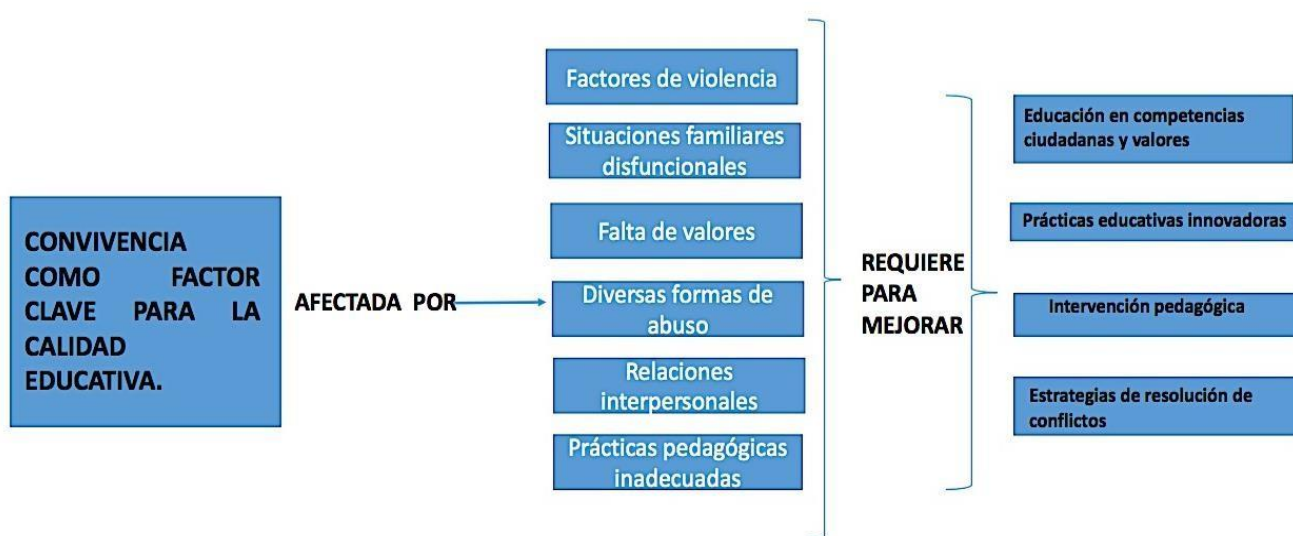 CONVIVENCIA
COMO FACTOR
CLAVE PARA LA
CALIDAD
EDUCATIVA.
AFECTADA POR
Factores de violencia
Situaciones familiares
disfuncionales
Falta de valores
Diversas formas de
abuso
Relaciones
interpersonales
Prácticas pedagógicas
inadecuadas
REQUIERE
PARA
MEJORAR
Educación en competencias
ciudadanas y valores
Prácticas educativas innovadoras
Intervención pedagógica
Estrategias de resolución de
conflictos